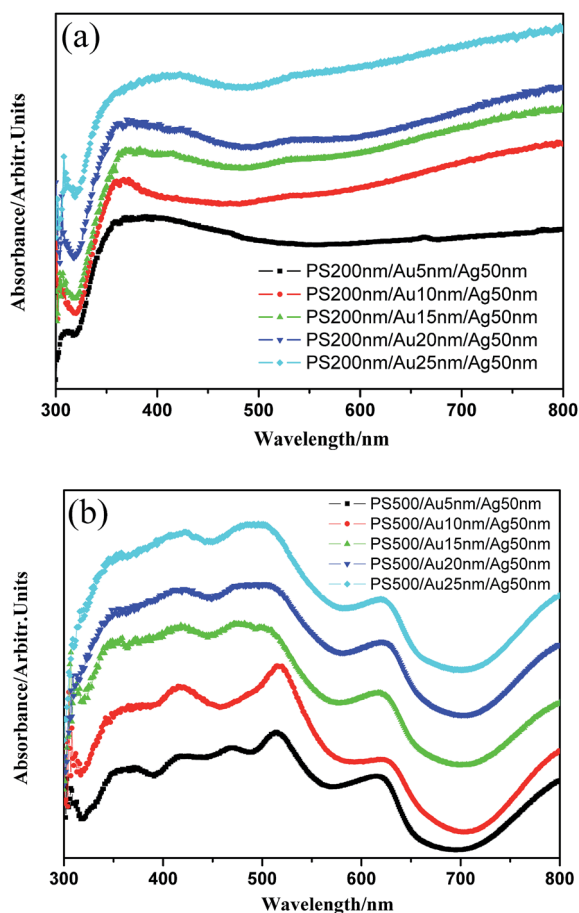 (a)
Absorbance/Arbitr.Units
PS200nm/Au5nm/Ag50nm
PS200nm/Au10nm/Ag50nm
PS200nm/Au15nm/Ag50nm
PS200nm/Au20nm/Ag50nm
PS200nm/Au25nm/Ag50nm
300 400 500 600 700 800
Wavelength/nm
(b)
Absorbance/Arbitr.Units
PS500/Au5nm/Ag50nm
PS500/Au10nm/Ag50nm
PS500/Au15nm/Ag50nm
PS500/Au20nm/Ag50nm
PS500/Au25nm/Ag50nm
300 400 500 600 700 800
Wavelength/nm